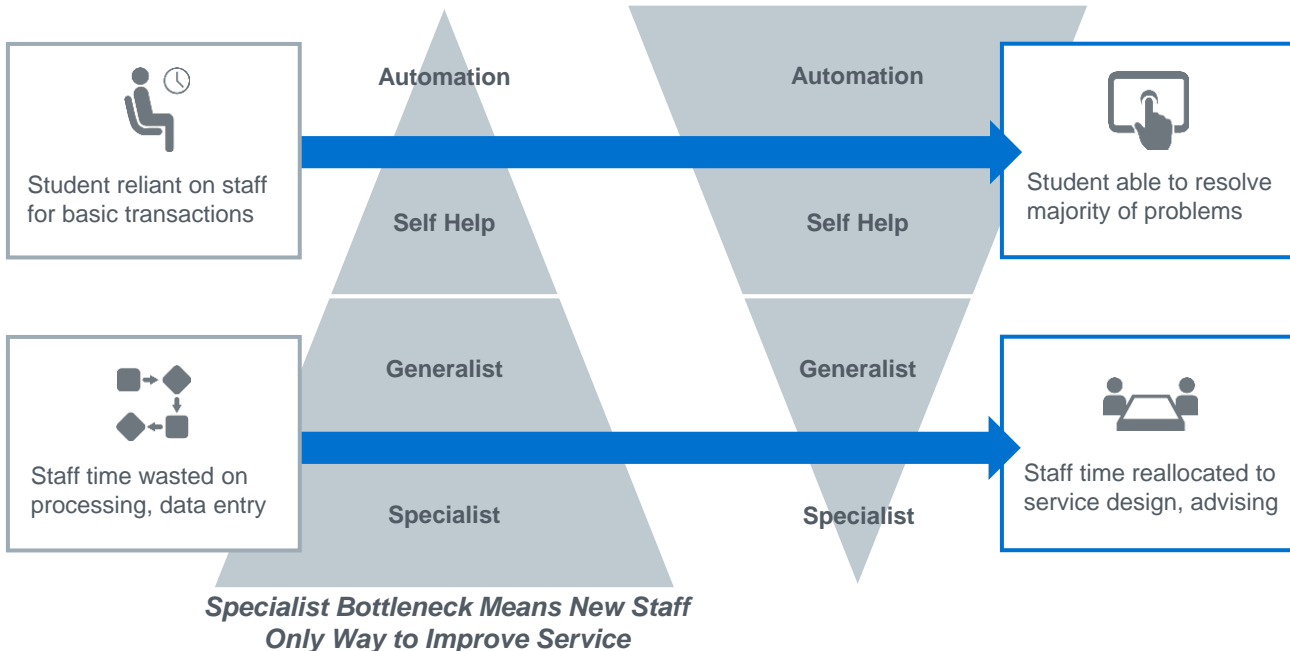 Automation
Automation
Student reliant on staff
for basic transactions
Student able to resolve
majority of problems
Self Help
Self Help
Generalist
Generalist
Staff time wasted on
processing, data entry
Staff time reallocated to
service design, advising
Specialist
Specialist
Specialist Bottleneck Means New Staff
Only Way to Improve Service